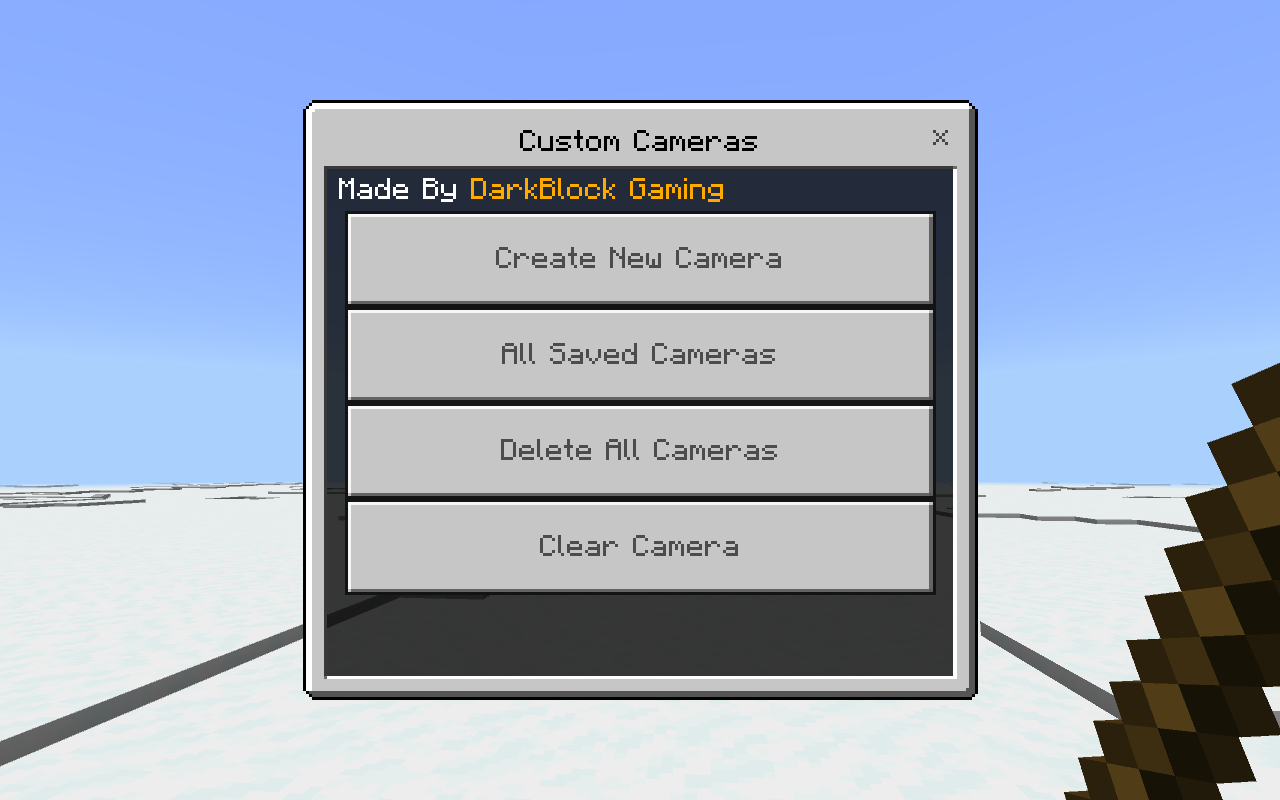 Custom Cameras
Made By DarkBlock Gaming
Create New Camera
All Saved Cameras
Delete All Cameras
Clear Camera